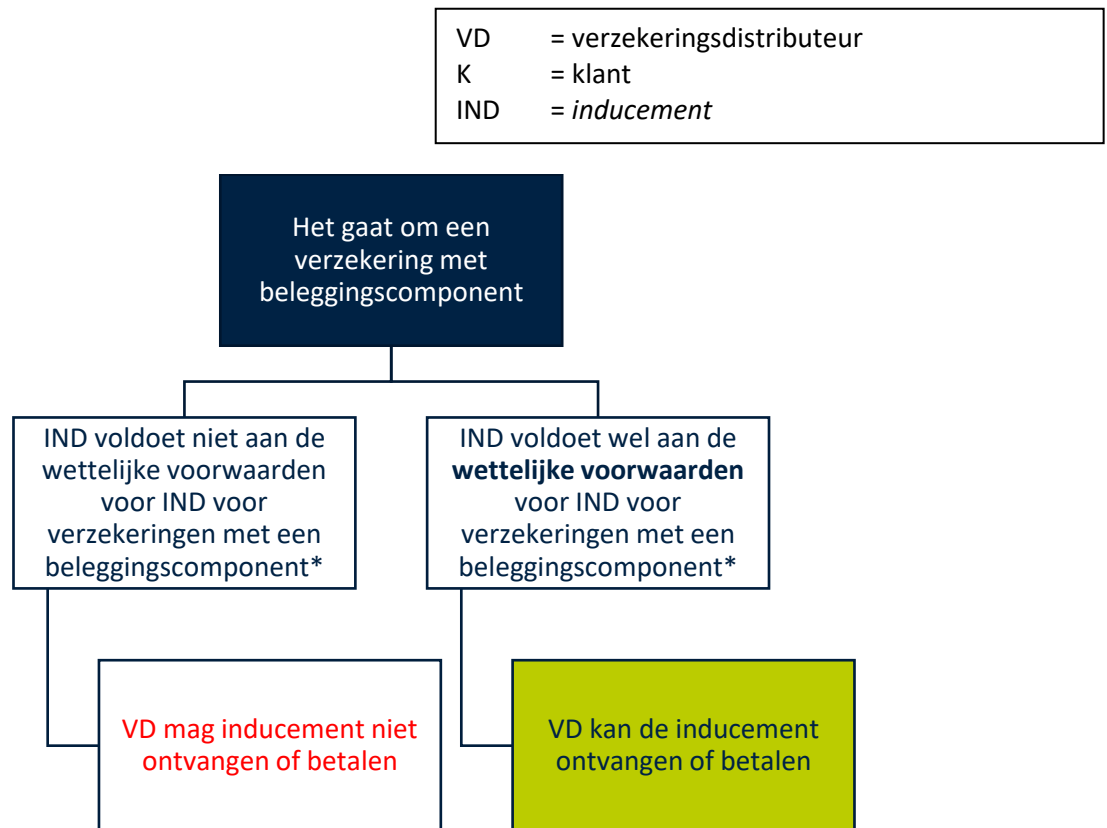 VD = verzekeringsdistributeur
K = klant
IND = inducement
Het gaat om een
verzekering met
beleggingscomponent
IND voldoet niet aan de
wettelijke voorwaarden
voor IND voor
verzekeringen met een
beleggingscomponent*
IND voldoet wel aan de
wettelijke voorwaarden
voor IND voor
verzekeringen met een
beleggingscomponent*
VD mag inducement niet
ontvangen of betalen
VD kan de inducement
ontvangen of betalen